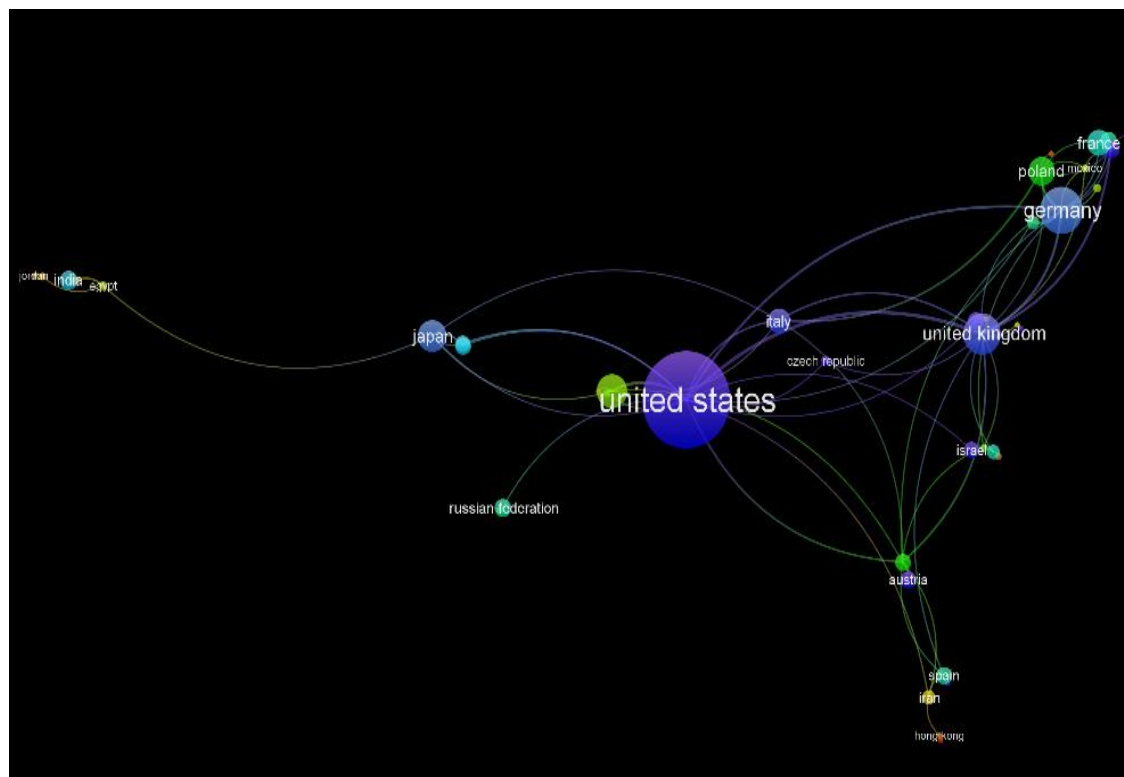 france
poland
mexico
germany
jordan
india
egypt
japan
italy
united kingdom
czech republic
united states
israel
russian federation
austria
spain
iran
hong kong